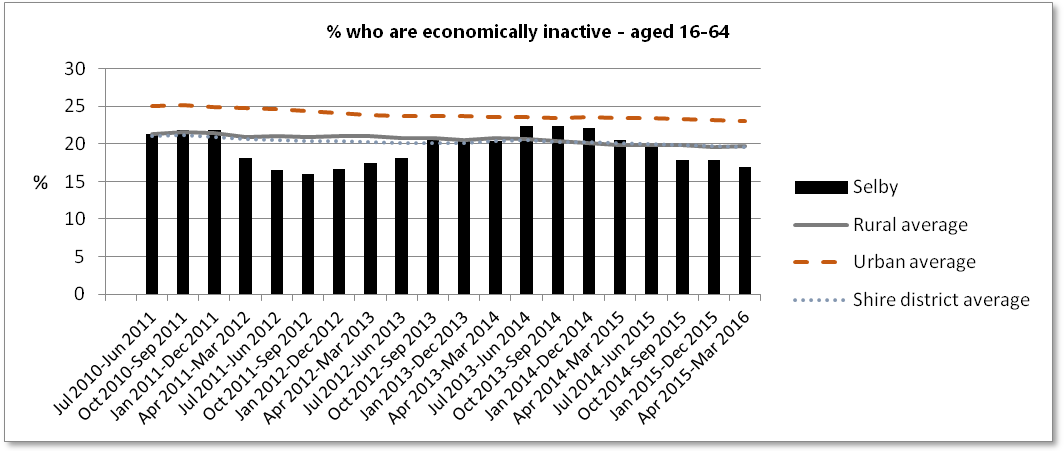 % who are economically inactive - aged 16-64
30
25
20
15
10
5
0
%
Jul 2010-Jun 2011
Oct 2010-Sep 2011
Jan 2011-Dec 2011
Apr 2011-Mar 2012
Jul 2011-Jun 2012
Oct 2011-Sep 2012
Jan 2012-Dec 2012
Apr 2012-Mar 2013
Jul 2012-Jun 2013
Oct 2012-Sep 2013
Jan 2013-Dec 2013
Apr 2013-Mar 2014
Jul 2013-Jun 2014
Oct 2013-Sep 2014
Jan 2014-Dec 2014
Apr 2014-Mar 2015
Jul 2014-Jun 2015
Oct 2014-Sep 2015
Jan 2015-Dec 2015
Apr 2015-Mar 2016
Selby
Rural average
Urban average
Shire district average